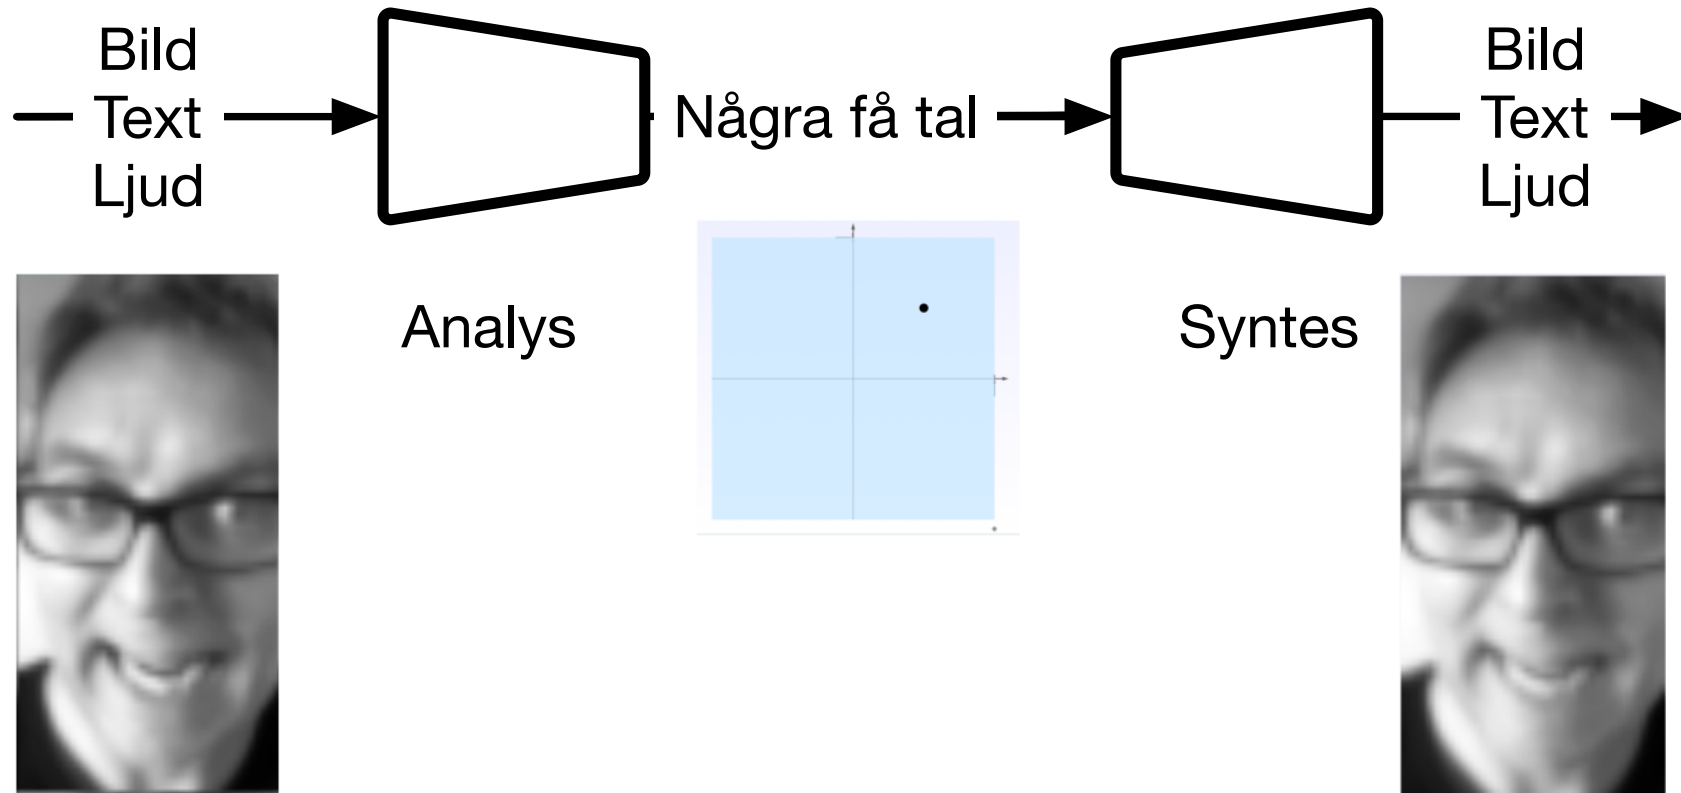 Bild
Text
Ljud
Några få tal
Bild
Text
Ljud
Analys
Syntes